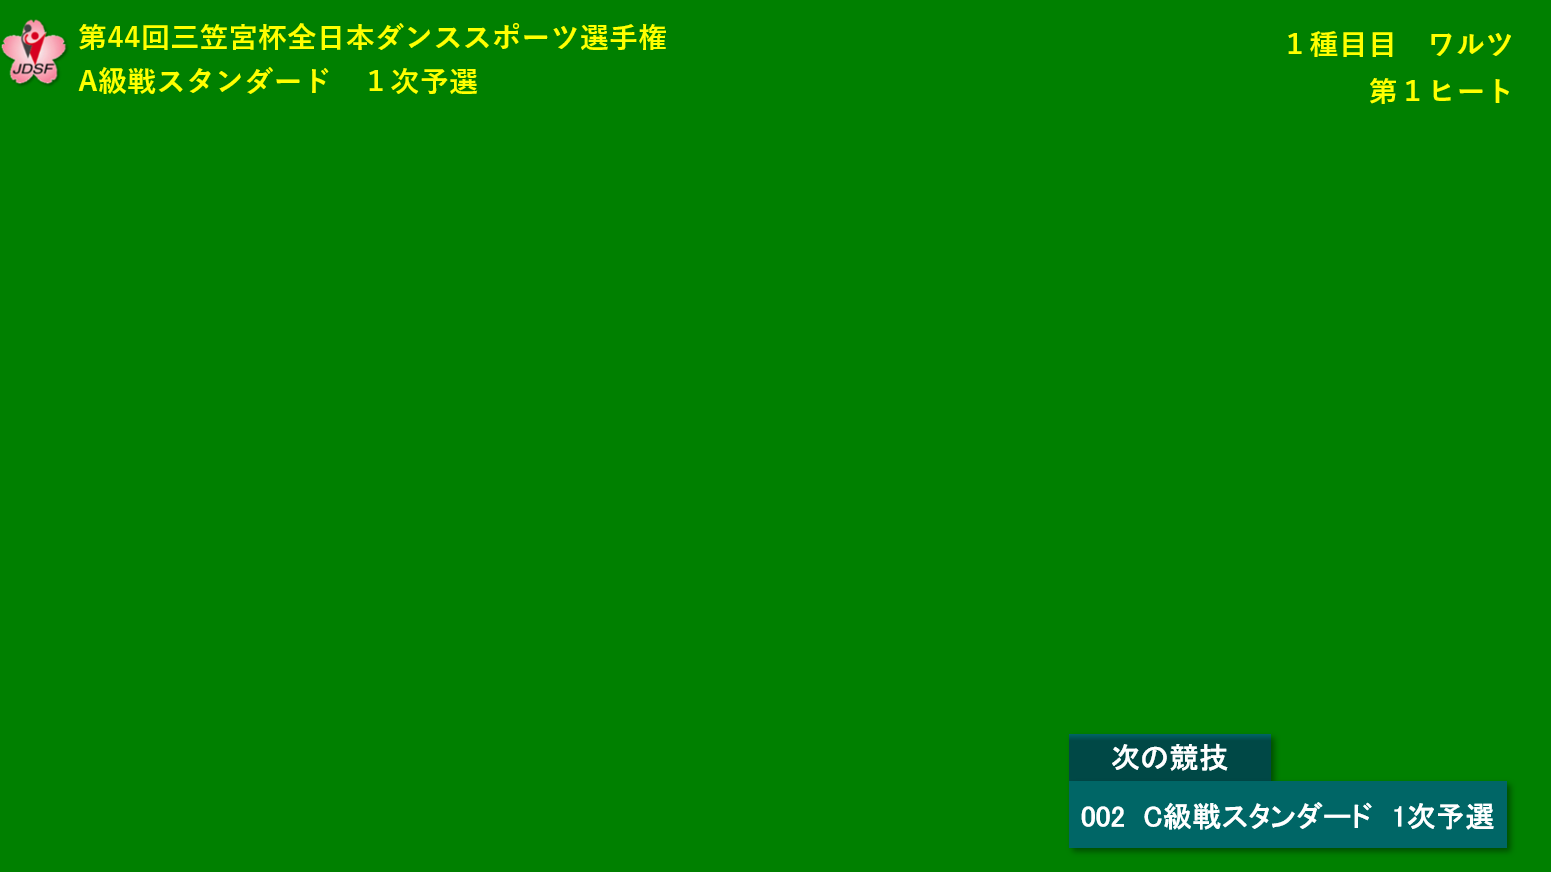 JDSF
第44回三笠宮杯全日本ダンススポーツ選手権
A級戦スタンダード　１次予選
１種目目　ワルツ
第１ヒート
次の競技
002　C級戦スタンダード　1次予選